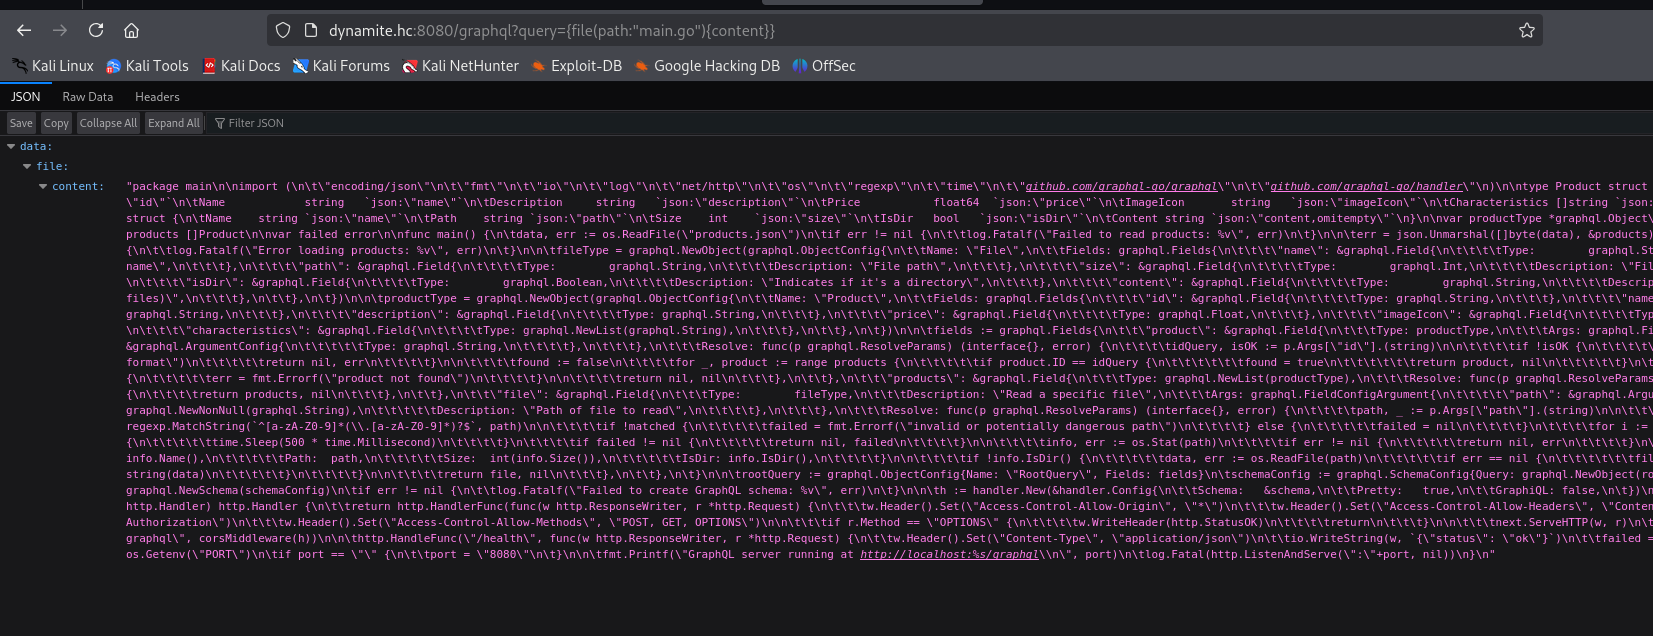 dynamite.hc:8080/graphql?query={file(path:"main.go"){content}}
Kali Linux Kali Tools Kali Docs Kali Forums Kali NetHunter Exploit-DB Google Hacking DB OffSec
JSON Raw Data Headers
Save Copy Collapse All Expand All Filter JSON
data:
file:
content: "package main\n\nimport (\n\t\"encoding/json\"\n\t\"fmt\"\n\t\"io\"\n\t\"log\"\n\t\"net/http\"\n\t\"os\"\n\t\"regexp\"\n\t\"time\"\n\t\"github.com/graphql-go/graphql\"\n\t\"github.com/graphql-go/handler\"\n)\n\ntype Product struct
\"id\"`\n\tName string `json:\"name\"`\n\tDescription string `json:\"description\"`\n\tPrice float64 `json:\"price\"`\n\tImageIcon string `json:\"imageIcon\"`\n\tCharacteristics []string `json:
struct {\n\tName string `json:\"name\"`\n\tPath string `json:\"path\"`\n\tSize int `json:\"size\"`\n\tIsDir bool `json:\"isDir\"`\n\tContent string `json:\"content,omitempty\"`\n}\n\nvar productType *graphql.Object\
products []Product\n\nvar failed error\n\nfunc main() {\n\tdata, err := os.ReadFile(\"products.json\")\n\tif err != nil {\n\t\tlog.Fatalf(\"Failed to read products: %v\", err)\n\t}\n\n\terr = json.Unmarshal([]byte(data), &products)
{\n\t\tlog.Fatalf(\"Error loading products: %v\", err)\n\t}\n\n\tfileType = graphql.NewObject(graphql.ObjectConfig{\n\t\tName: \"File\",\n\t\tFields: graphql.Fields{\n\t\t\t\"name\": &graphql.Field{\n\t\t\t\tType: graphql.St
name\",\n\t\t\t},\n\t\t\t\"path\": &graphql.Field{\n\t\t\t\tType: graphql.String,\n\t\t\t\tDescription: \"File path\",\n\t\t\t},\n\t\t\t\"size\": &graphql.Field{\n\t\t\t\tType: graphql.Int,\n\t\t\t\tDescription: \"Fil
\n\t\t\t\"isDir\": &graphql.Field{\n\t\t\t\tType: graphql.Boolean,\n\t\t\t\tDescription: \"Indicates if it's a directory\",\n\t\t\t},\n\t\t\t\"content\": &graphql.Field{\n\t\t\t\tType: graphql.String,\n\t\t\t\tDescrip
files)\",\n\t\t\t},\n\t\t},\n\t})\n\n\tproductType = graphql.NewObject(graphql.ObjectConfig{\n\t\tName: \"Product\",\n\t\tFields: graphql.Fields{\n\t\t\t\"id\": &graphql.Field{\n\t\t\t\tType: graphql.String,\n\t\t\t},\n\t\t\t\"name
graphql.String,\n\t\t\t},\n\t\t\t\"description\": &graphql.Field{\n\t\t\t\tType: graphql.String,\n\t\t\t},\n\t\t\t\"price\": &graphql.Field{\n\t\t\t\tType: graphql.Float,\n\t\t\t},\n\t\t\t\"imageIcon\": &graphql.Field{\n\t\t\t\tTyp
\n\t\t\t\"characteristics\": &graphql.Field{\n\t\t\t\tType: graphql.NewList(graphql.String),\n\t\t\t},\n\t\t},\n\t})\n\n\tfields := graphql.Fields{\n\t\t\"product\": &graphql.Field{\n\t\t\tType: productType,\n\t\t\tArgs: graphql.Fi
&graphql.ArgumentConfig{\n\t\t\t\t\tType: graphql.String,\n\t\t\t\t},\n\t\t\t},\n\t\t\tResolve: func(p graphql.ResolveParams) (interface{}, error) {\n\t\t\t\tidQuery, isOK := p.Args[\"id\"].(string)\n\t\t\t\tif !isOK {\n\t\t\t\t\
format\")\n\t\t\t\t\treturn nil, err\n\t\t\t\t}\n\n\t\t\t\tfound := false\n\t\t\t\tfor _, product := range products {\n\t\t\t\t\tif product.ID == idQuery {\n\t\t\t\t\t\tfound = true\n\t\t\t\t\t\treturn product, nil\n\t\t\t\t\t}\n\t
{\n\t\t\t\t\terr = fmt.Errorf(\"product not found\")\n\t\t\t\t}\n\n\t\t\t\treturn nil, nil\n\t\t\t},\n\t\t},\n\t\t\"products\": &graphql.Field{\n\t\t\tType: graphql.NewList(productType),\n\t\t\tResolve: func(p graphql.ResolveParams
{\n\t\t\t\treturn products, nil\n\t\t\t},\n\t\t},\n\t\t\"file\": &graphql.Field{\n\t\t\tType: fileType,\n\t\t\tDescription: \"Read a specific file\",\n\t\t\tArgs: graphql.FieldConfigArgument{\n\t\t\t\t\"path\": &graphql.Argu
graphql.NewNonNull(graphql.String),\n\t\t\t\t\tDescription: \"Path of file to read\",\n\t\t\t\t},\n\t\t\t},\n\t\t\tResolve: func(p graphql.ResolveParams) (interface{}, error) {\n\t\t\t\tpath, _ := p.Args[\"path\"].(string)\n\n\t\t\
regexp.MatchString(`^[a-zA-Z0-9]*(\\.[a-zA-Z0-9]*)?$`, path)\n\n\t\t\t\tif !matched {\n\t\t\t\t\tfailed = fmt.Errorf(\"invalid or potentially dangerous path\")\n\t\t\t\t} else {\n\t\t\t\t\tfailed = nil\n\t\t\t\t}\n\t\t\t\tfor i :=
{\n\t\t\t\t\ttime.Sleep(500 * time.Millisecond)\n\t\t\t\t}\n\t\t\t\tif failed != nil {\n\t\t\t\t\treturn nil, failed\n\t\t\t\t}\n\n\t\t\t\tinfo, err := os.Stat(path)\n\t\t\t\tif err != nil {\n\t\t\t\t\treturn nil, err\n\t\t\t\t}\n\
info.Name(),\n\t\t\t\t\tPath: path,\n\t\t\t\t\tSize: int(info.Size()),\n\t\t\t\t\tIsDir: info.IsDir(),\n\t\t\t\t}\n\n\t\t\t\tif !info.IsDir() {\n\t\t\t\t\tdata, err := os.ReadFile(path)\n\t\t\t\t\tif err == nil {\n\t\t\t\t\t\tfil
string(data)\n\t\t\t\t\t}\n\t\t\t\t}\n\n\t\t\t\treturn file, nil\n\t\t\t},\n\t\t},\n\t}\n\n\trootQuery := graphql.ObjectConfig{Name: \"RootQuery\", Fields: fields}\n\tschemaConfig := graphql.SchemaConfig{Query: graphql.NewObject(ro
graphql.NewSchema(schemaConfig)\n\tif err != nil {\n\t\tlog.Fatalf(\"Failed to create GraphQL schema: %v\", err)\n\t}\n\n\th := handler.New(&handler.Config{\n\t\tSchema: &schema,\n\t\tPretty: true,\n\t\tGraphiQL: false,\n\t})\n
http.Handler) http.Handler {\n\t\treturn http.HandlerFunc(func(w http.ResponseWriter, r *http.Request) {\n\t\t\tw.Header().Set(\"Access-Control-Allow-Origin\", \"*\")\n\t\t\tw.Header().Set(\"Access-Control-Allow-Headers\", \"Conten
Authorization\")\n\t\t\tw.Header().Set(\"Access-Control-Allow-Methods\", \"POST, GET, OPTIONS\")\n\n\t\t\tif r.Method == \"OPTIONS\" {\n\t\t\t\tw.WriteHeader(http.StatusOK)\n\t\t\t\treturn\n\t\t\t}\n\n\t\t\tnext.ServeHTTP(w, r)\n\t
graphql\", corsMiddleware(h))\n\n\thttp.HandleFunc(\"/health\", func(w http.ResponseWriter, r *http.Request) {\n\t\tw.Header().Set(\"Content-Type\", \"application/json\")\n\t\tio.WriteString(w, `{\"status\": \"ok\"}`)\n\t\tfailed =
os.Getenv(\"PORT\")\n\tif port == \"\" {\n\t\tport = \"8080\"\n\t}\n\n\tfmt.Printf(\"GraphQL server running at http://localhost:%s/graphql\\n\", port)\n\tlog.Fatal(http.ListenAndServe(\":\"+port, nil))\n}\n"